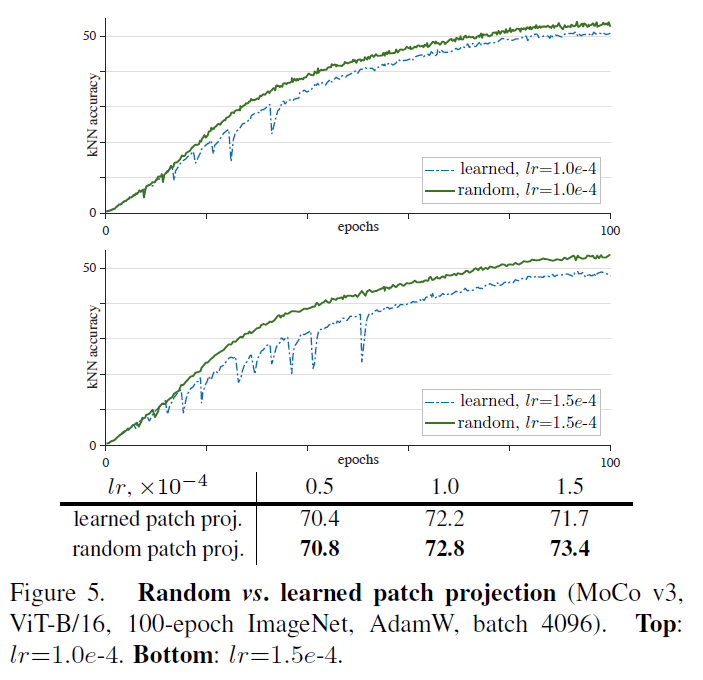 50
kNN accuracy
learned, lr=1.0e-4
random, lr=1.0e-4
0
0
epochs
100
50
kNN accuracy
learned, lr=1.5e-4
random, lr=1.5e-4
0
0
epochs
100
lr, ×10⁻⁴ 0.5 1.0 1.5
learned patch proj. 70.4 72.2 71.7
random patch proj. 70.8 72.8 73.4
Figure 5. Random vs. learned patch projection (MoCo v3,
ViT-B/16, 100-epoch ImageNet, AdamW, batch 4096). Top:
lr=1.0e-4. Bottom: lr=1.5e-4.